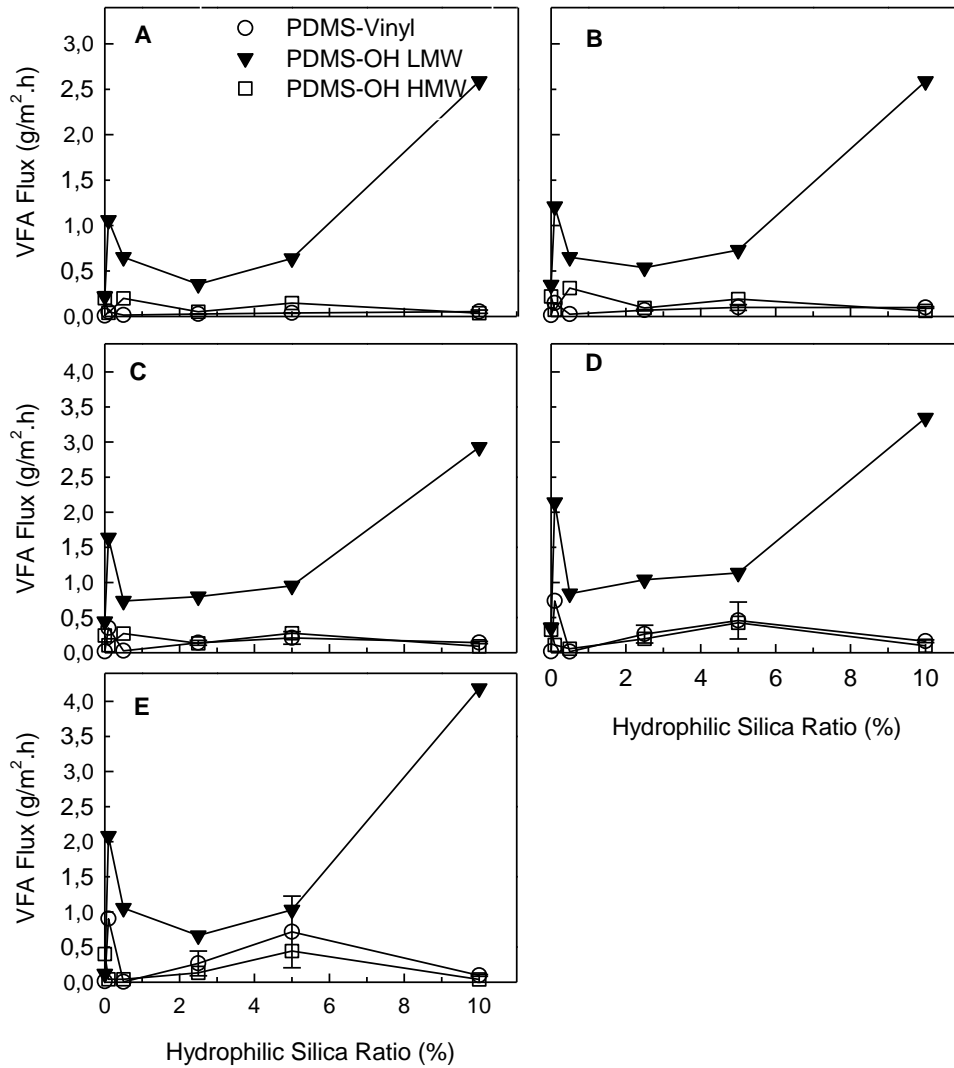 A
PDMS-Vinyl
PDMS-OH LMW
PDMS-OH HMW
VFA Flux (g/m².h)
3,0
2,5
2,0
1,5
1,0
0,5
0,0
B
C
VFA Flux (g/m².h)
4,0
3,5
3,0
2,5
2,0
1,5
1,0
0,5
0,0
D
0 2 4 6 8 10
Hydrophilic Silica Ratio (%)
E
VFA Flux (g/m².h)
4,0
3,5
3,0
2,5
2,0
1,5
1,0
0,5
0,0
0 2 4 6 8 10
Hydrophilic Silica Ratio (%)